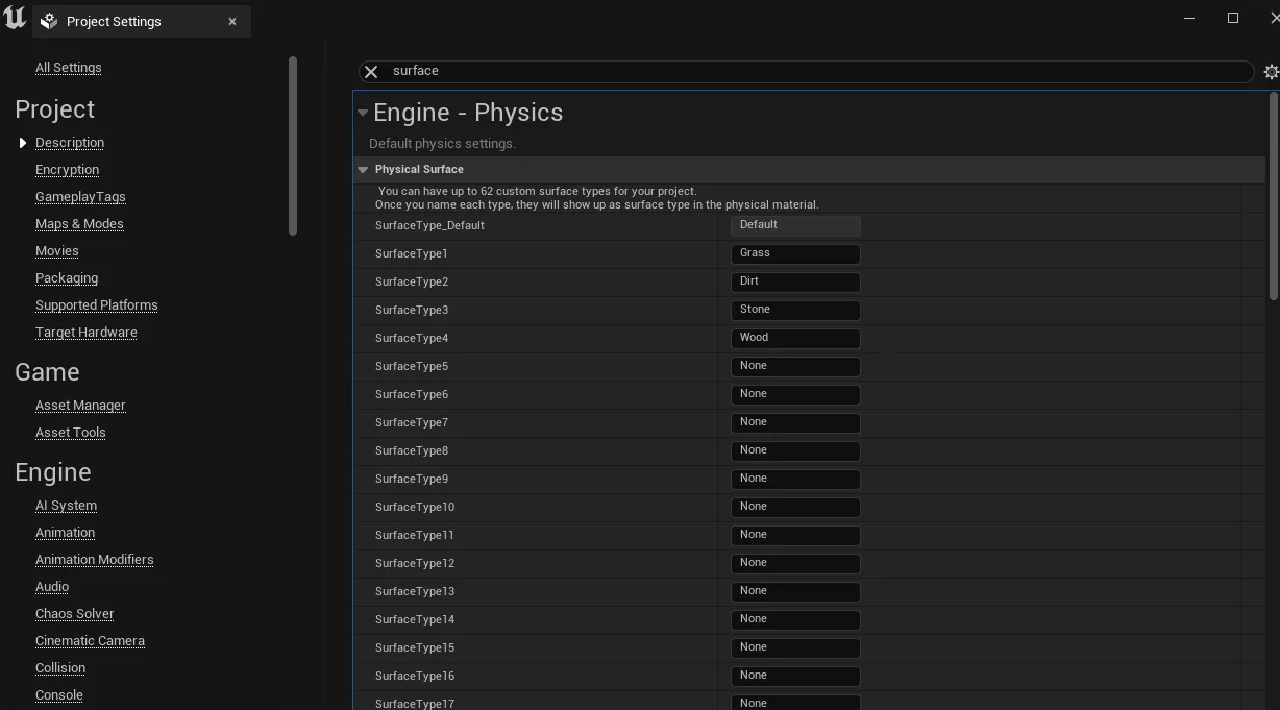 Project Settings
All Settings
Project
Description
Encryption
GameplayTags
Maps & Modes
Movies
Packaging
Supported Platforms
Target Hardware
Game
Asset Manager
Asset Tools
Engine
AI System
Animation
Animation Modifiers
Audio
Chaos Solver
Cinematic Camera
Collision
Console
surface
Engine - Physics
Default physics settings.
Physical Surface
You can have up to 62 custom surface types for your project.
Once you name each type, they will show up as surface type in the physical material.
SurfaceType_Default Default
SurfaceType1 Grass
SurfaceType2 Dirt
SurfaceType3 Stone
SurfaceType4 Wood
SurfaceType5 None
SurfaceType6 None
SurfaceType7 None
SurfaceType8 None
SurfaceType9 None
SurfaceType10 None
SurfaceType11 None
SurfaceType12 None
SurfaceType13 None
SurfaceType14 None
SurfaceType15 None
SurfaceType16 None
SurfaceType17 None